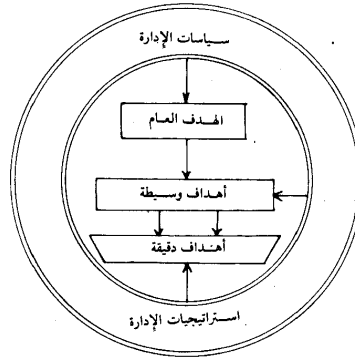 سياسات الإدارة
الهدف العام
أهداف وسيطة
أهداف دقيقة
استراتيجيات الإدارة